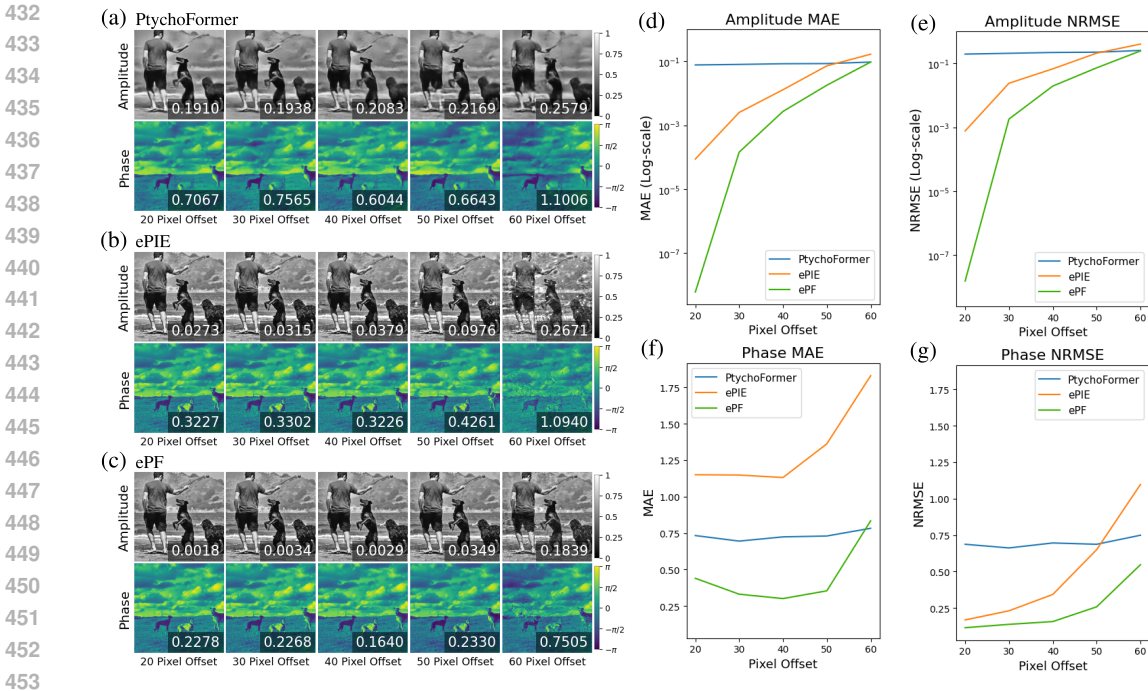 432
433
434
435
436
437
438
439
440
441
442
443
444
445
446
447
448
449
450
451
452
453
(a) PtychoFormer
Amplitude
0.1910 0.1938 0.2083 0.2169 0.2579
1
0.5
0
Phase
0.7067 0.7565 0.6044 0.6643 1.1006
π
π/2
0
−π/2
−π
20 Pixel Offset 30 Pixel Offset 40 Pixel Offset 50 Pixel Offset 60 Pixel Offset
(b) ePIE
Amplitude
0.0273 0.0315 0.0379 0.0976 0.2671
1
0.5
0
Phase
0.3227 0.3302 0.3226 0.4261 1.0940
π
π/2
0
−π/2
−π
20 Pixel Offset 30 Pixel Offset 40 Pixel Offset 50 Pixel Offset 60 Pixel Offset
(c) ePF
Amplitude
0.0018 0.0034 0.0029 0.0349 0.1839
1
0.5
0
Phase
0.2278 0.2268 0.1640 0.2330 0.7505
π
π/2
0
−π/2
−π
20 Pixel Offset 30 Pixel Offset 40 Pixel Offset 50 Pixel Offset 60 Pixel Offset
(d) Amplitude MAE
MAE (Log-scale)
10⁻¹
10⁻³
10⁻⁵
10⁻⁷
PtychoFormer
ePIE
ePF
20 30 40 50 60
Pixel Offset
(e) Amplitude NRMSE
NRMSE (Log-scale)
10⁻¹
10⁻³
10⁻⁵
10⁻⁷
PtychoFormer
ePIE
ePF
20 30 40 50 60
Pixel Offset
(f) Phase MAE
MAE
PtychoFormer
ePIE
ePF
1.75
1.50
1.25
1.00
0.75
0.50
0.25
20 30 40 50 60
Pixel Offset
(g) Phase NRMSE
NRMSE
PtychoFormer
ePIE
ePF
1.75
1.50
1.25
1.00
0.75
0.50
0.25
20 30 40 50 60
Pixel Offset